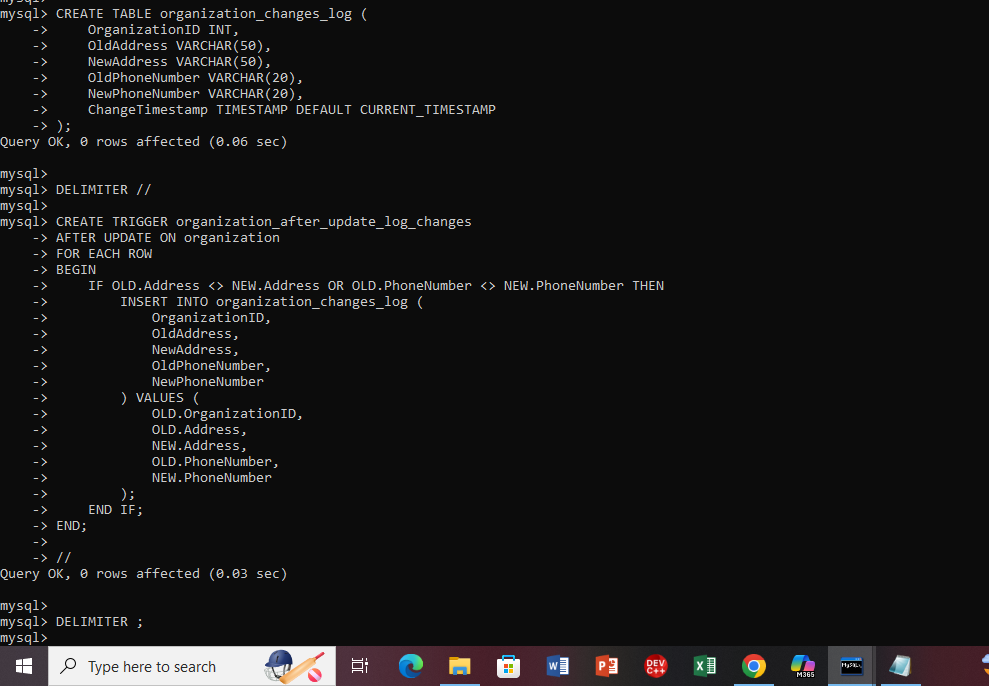 mysql>
mysql> CREATE TABLE organization_changes_log (
    ->     OrganizationID INT,
    ->     OldAddress VARCHAR(50),
    ->     NewAddress VARCHAR(50),
    ->     OldPhoneNumber VARCHAR(20),
    ->     NewPhoneNumber VARCHAR(20),
    ->     ChangeTimestamp TIMESTAMP DEFAULT CURRENT_TIMESTAMP
    -> );
Query OK, 0 rows affected (0.06 sec)

mysql>
mysql> DELIMITER //
mysql>
mysql> CREATE TRIGGER organization_after_update_log_changes
    -> AFTER UPDATE ON organization
    -> FOR EACH ROW
    -> BEGIN
    ->     IF OLD.Address <> NEW.Address OR OLD.PhoneNumber <> NEW.PhoneNumber THEN
    ->         INSERT INTO organization_changes_log (
    ->             OrganizationID,
    ->             OldAddress,
    ->             NewAddress,
    ->             OldPhoneNumber,
    ->             NewPhoneNumber
    ->         ) VALUES (
    ->             OLD.OrganizationID,
    ->             OLD.Address,
    ->             NEW.Address,
    ->             OLD.PhoneNumber,
    ->             NEW.PhoneNumber
    ->         );
    ->     END IF;
    -> END;
    ->
    -> //
Query OK, 0 rows affected (0.03 sec)

mysql>
mysql> DELIMITER ;
mysql>
Type here to search
DEV
C++
M365
MySQL